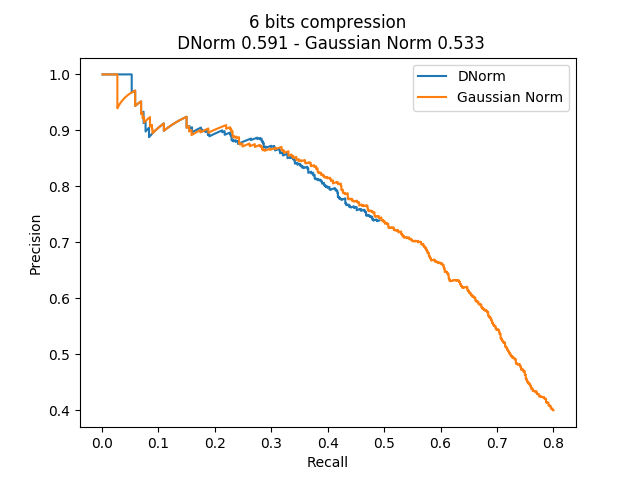 6 bits compression
DNorm 0.591 - Gaussian Norm 0.533
DNorm
Gaussian Norm
Precision
1.0
0.9
0.8
0.7
0.6
0.5
0.4
0.0 0.1 0.2 0.3 0.4 0.5 0.6 0.7 0.8
Recall